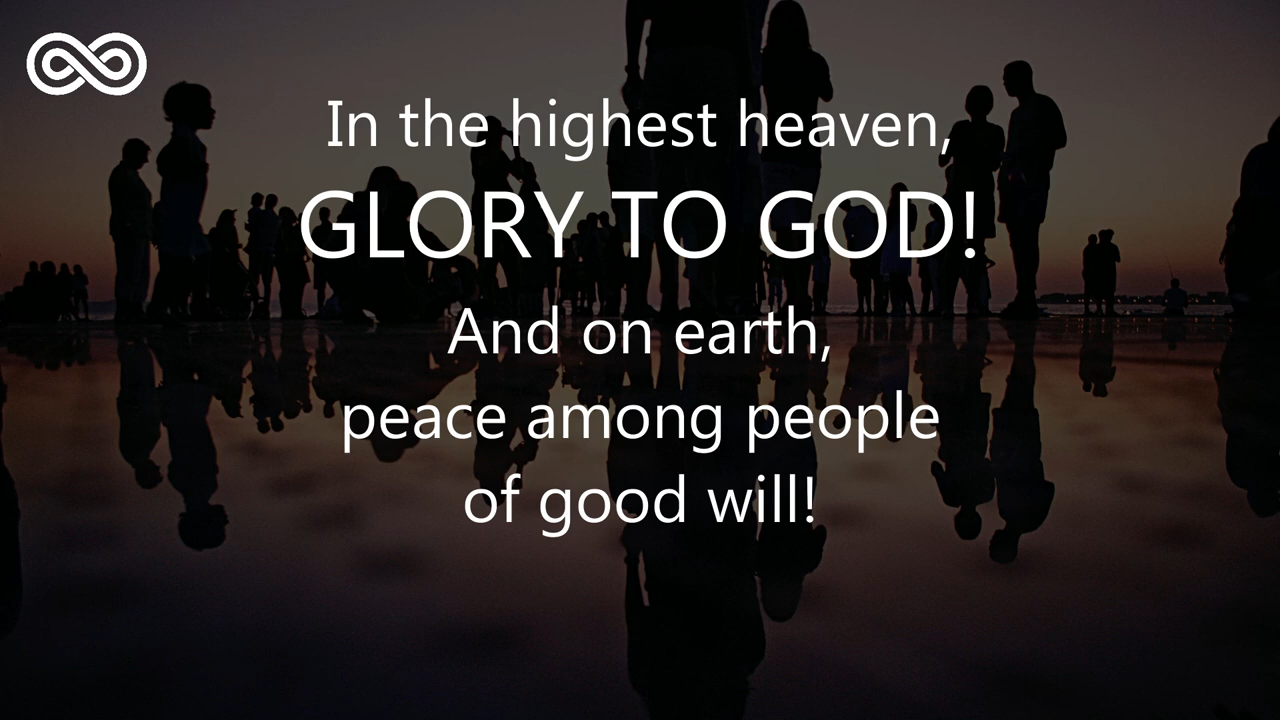 In the highest heaven,
GLORY TO GOD!
And on earth,
peace among people
of good will!